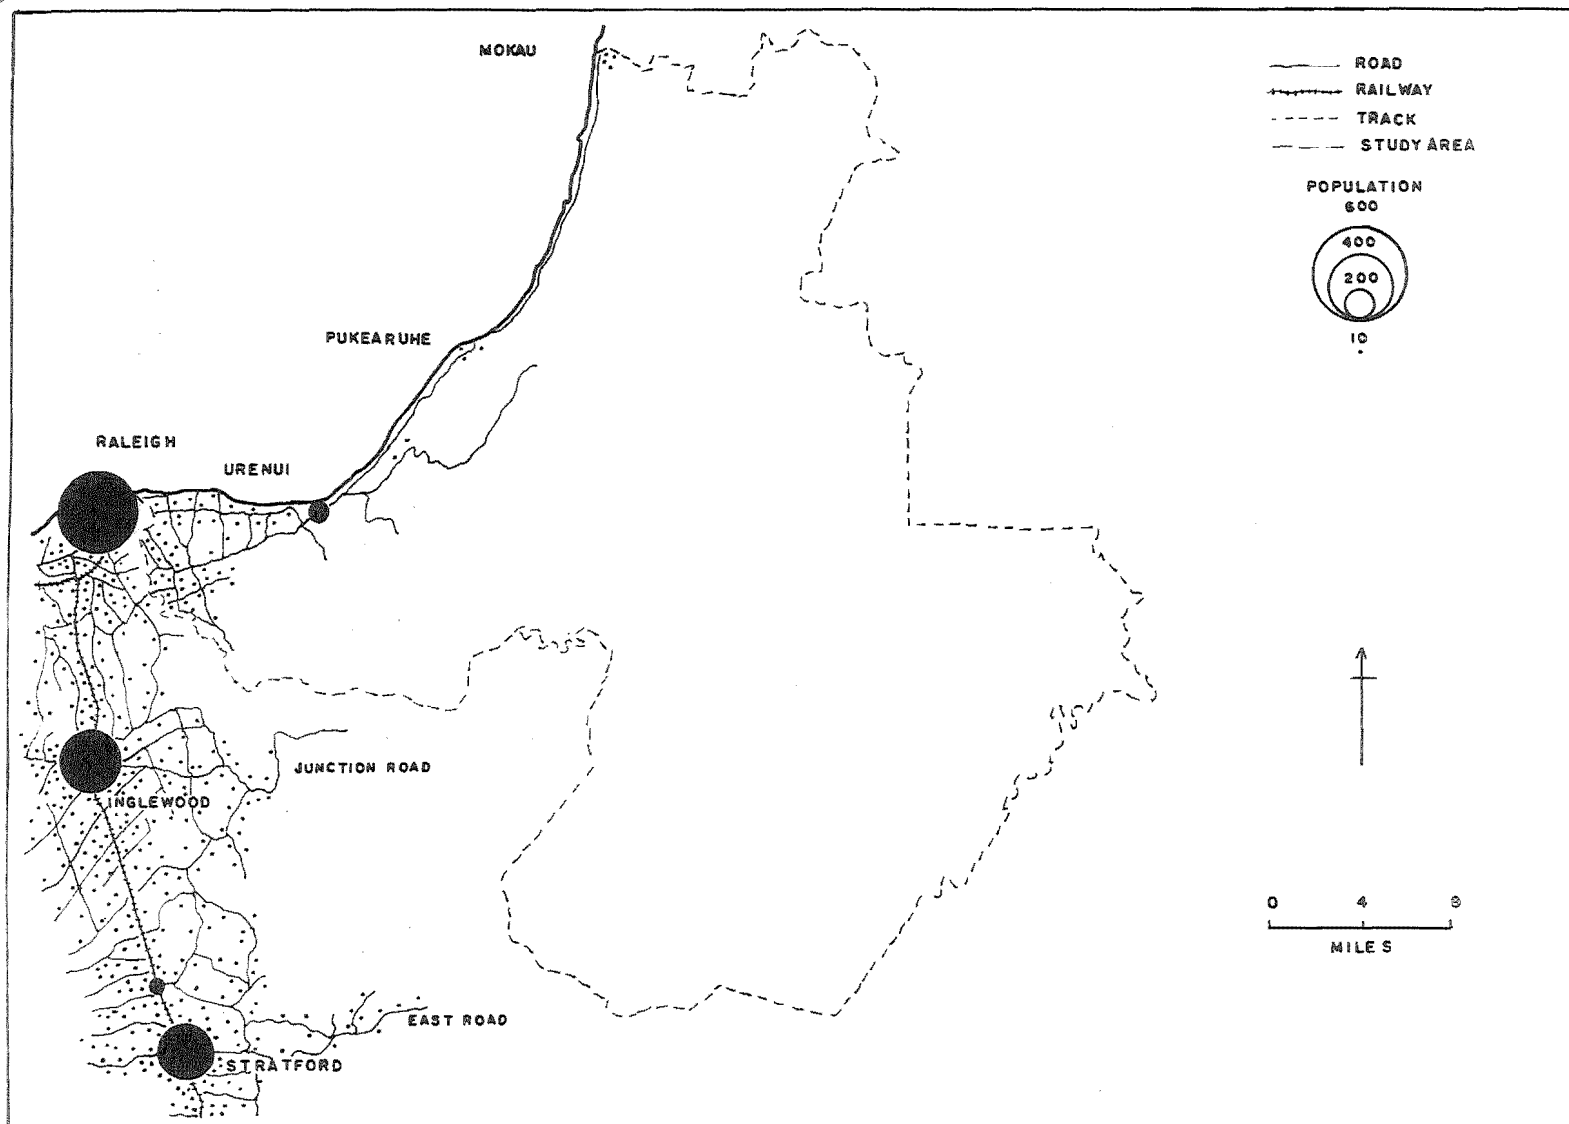 MOKAU
ROAD
RAILWAY
TRACK
STUDY AREA
POPULATION
600
400
200
10
PUKEARUHE
RALEIGH
URENUI
JUNCTION ROAD
INGLEWOOD
0 4 8
MILES
EAST ROAD
STRATFORD